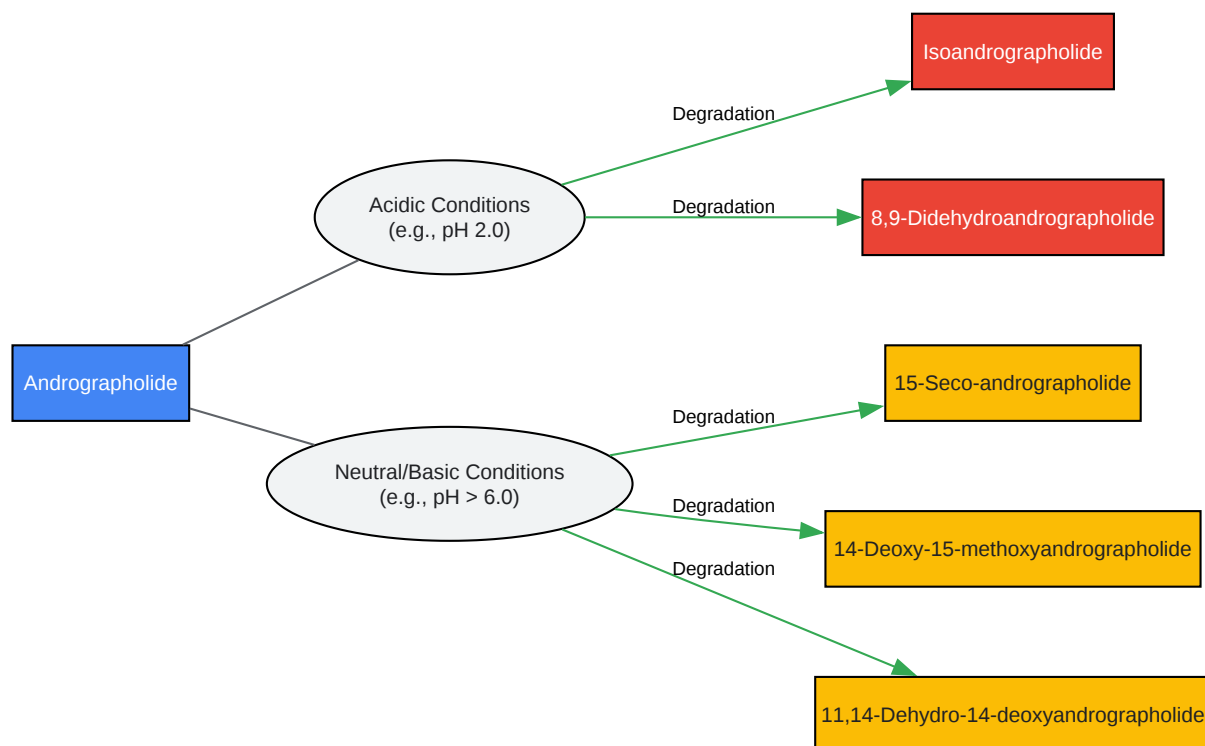 Isoandrographolide
Degradation
Acidic Conditions
(e.g., pH 2.0)
Degradation
8,9-Didehydroandrographolide
Andrographolide
15-Seco-andrographolide
Degradation
Neutral/Basic Conditions
(e.g., pH > 6.0)
Degradation
14-Deoxy-15-methoxyandrographolide
Degradation
11,14-Dehydro-14-deoxyandrographolide